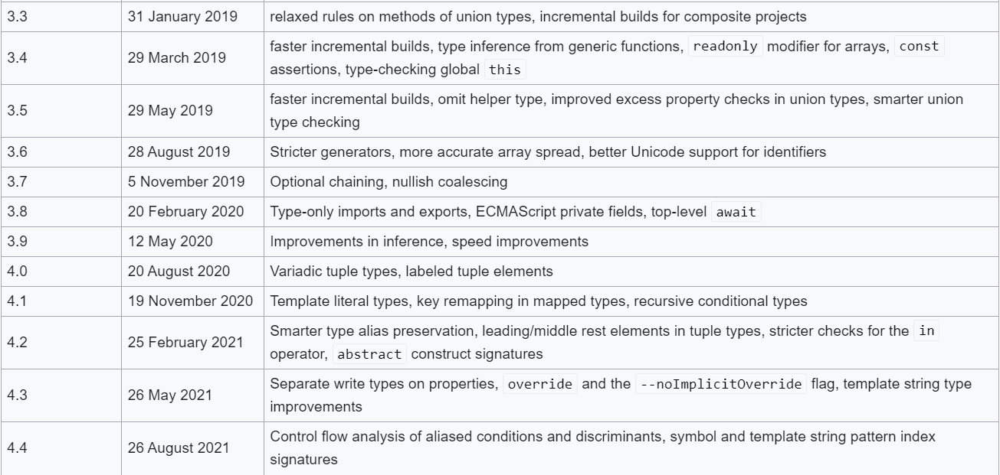 3.3 31 January 2019 relaxed rules on methods of union types, incremental builds for composite projects
3.4 29 March 2019 faster incremental builds, type inference from generic functions, readonly modifier for arrays, const
assertions, type-checking global this
3.5 29 May 2019 faster incremental builds, omit helper type, improved excess property checks in union types, smarter union
type checking
3.6 28 August 2019 Stricter generators, more accurate array spread, better Unicode support for identifiers
3.7 5 November 2019 Optional chaining, nullish coalescing
3.8 20 February 2020 Type-only imports and exports, ECMAScript private fields, top-level await
3.9 12 May 2020 Improvements in inference, speed improvements
4.0 20 August 2020 Variadic tuple types, labeled tuple elements
4.1 19 November 2020 Template literal types, key remapping in mapped types, recursive conditional types
4.2 25 February 2021 Smarter type alias preservation, leading/middle rest elements in tuple types, stricter checks for the in
operator, abstract construct signatures
4.3 26 May 2021 Separate write types on properties, override and the --noImplicitOverride flag, template string type
improvements
4.4 26 August 2021 Control flow analysis of aliased conditions and discriminants, symbol and template string pattern index
signatures